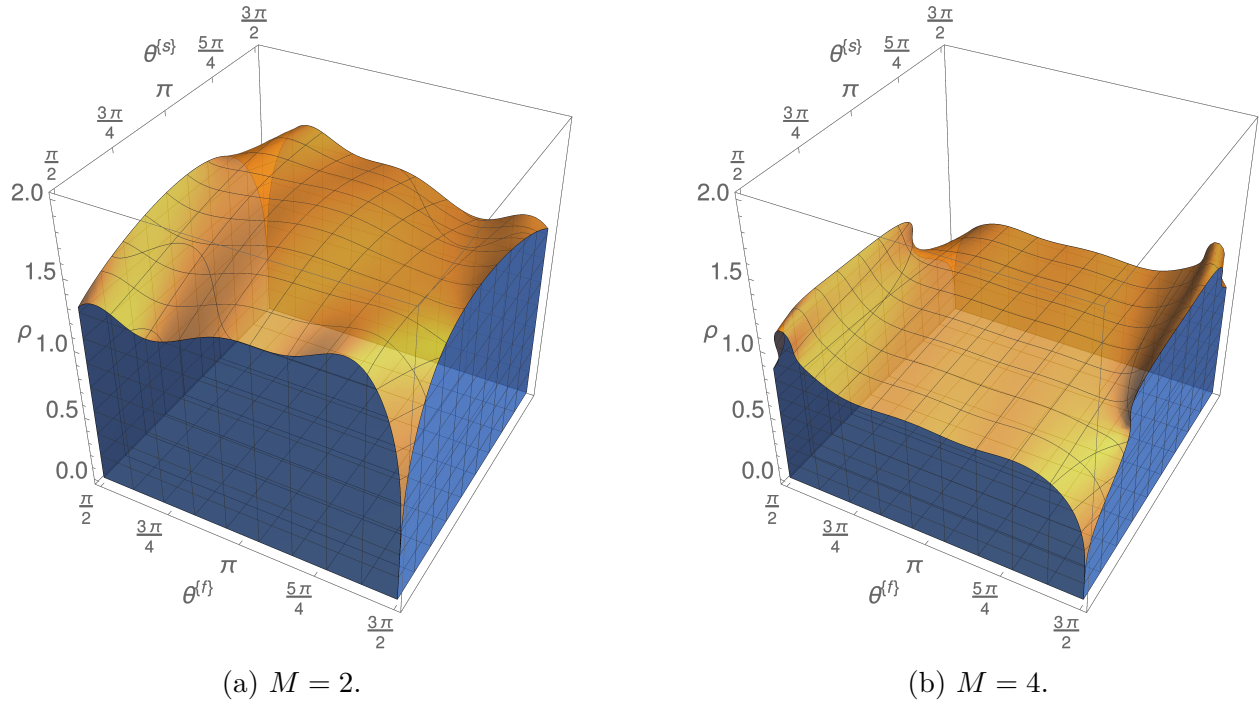 3π/2
θ^{s}
5π/4
π
3π/4
π/2
2.0
1.5
ρ
1.0
0.5
0.0
π/2
3π/4
π
θ^{f}
5π/4
3π/2
(a) M = 2.
3π/2
θ^{s}
5π/4
π
3π/4
π/2
2.0
1.5
ρ
1.0
0.5
0.0
π/2
3π/4
π
θ^{f}
5π/4
3π/2
(b) M = 4.